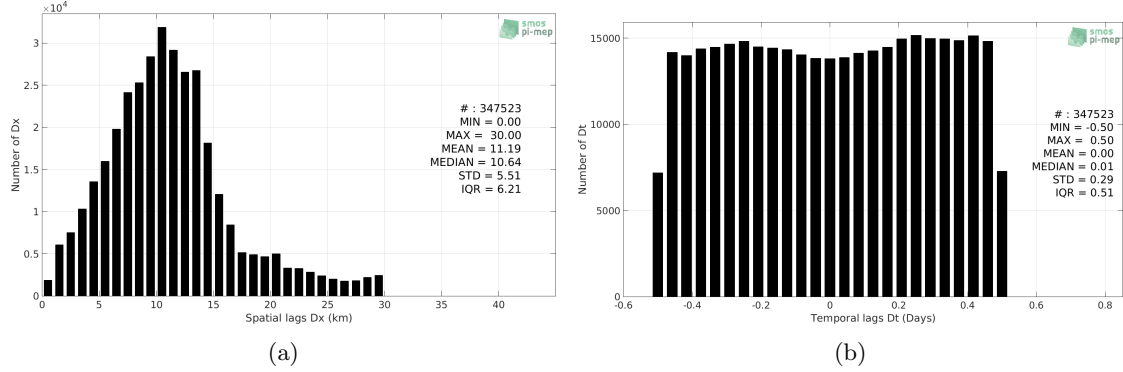 ×10⁴
3
2.5
2
1.5
1
0.5
0
Number of Dx
0 5 10 15 20 25 30 35 40
Spatial lags Dx (km)
smos
pi-mep
# : 347523
MIN = 0.00
MAX = 30.00
MEAN = 11.19
MEDIAN = 10.64
STD = 5.51
IQR = 6.21
(a)
15000
10000
5000
0
Number of Dt
-0.6 -0.4 -0.2 0 0.2 0.4 0.6 0.8
Temporal lags Dt (Days)
smos
pi-mep
# : 347523
MIN = -0.50
MAX = 0.50
MEAN = 0.00
MEDIAN = 0.01
STD = 0.29
IQR = 0.51
(b)